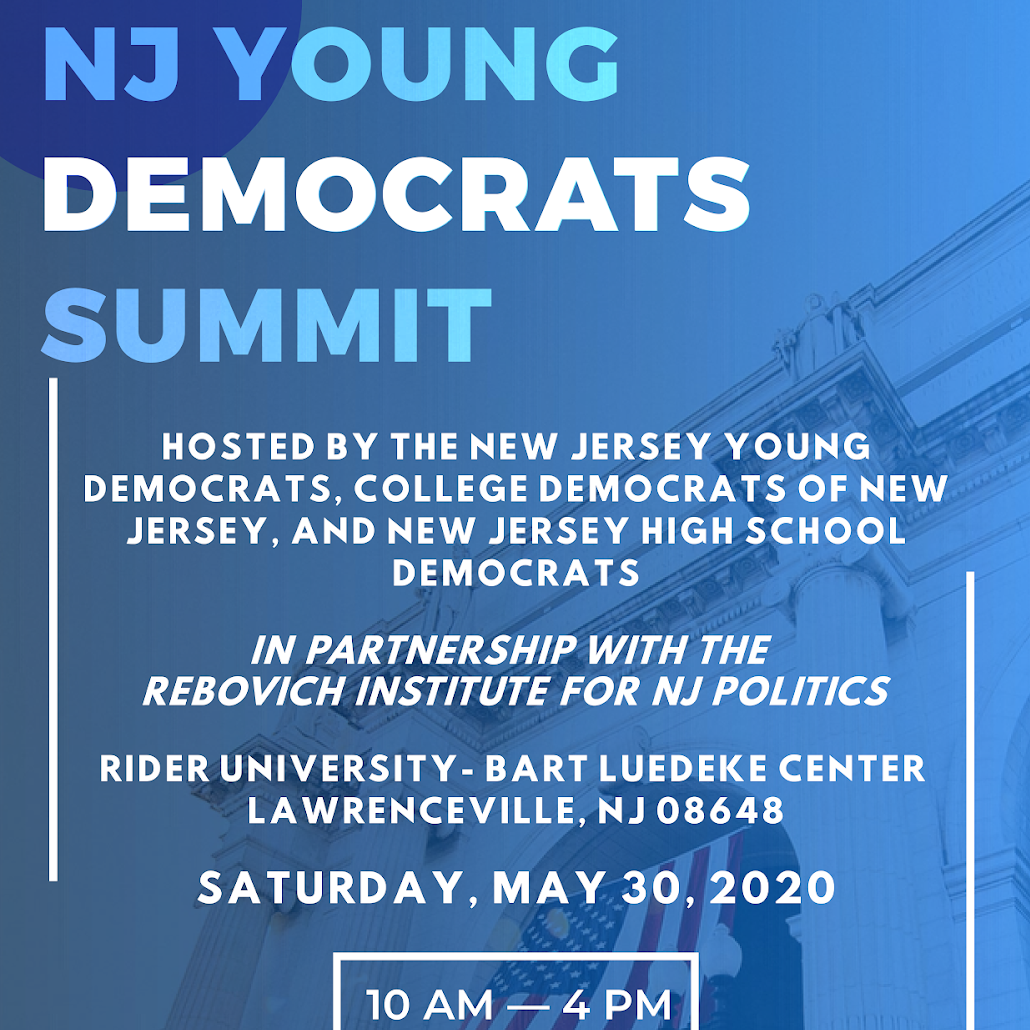 NJ YOUNG
DEMOCRATS
SUMMIT
HOSTED BY THE NEW JERSEY YOUNG
DEMOCRATS, COLLEGE DEMOCRATS OF NEW
JERSEY, AND NEW JERSEY HIGH SCHOOL
DEMOCRATS
IN PARTNERSHIP WITH THE
REBOVICH INSTITUTE FOR NJ POLITICS
RIDER UNIVERSITY- BART LUEDEKE CENTER
LAWRENCEVILLE, NJ 08648
SATURDAY, MAY 30, 2020
10 AM — 4 PM